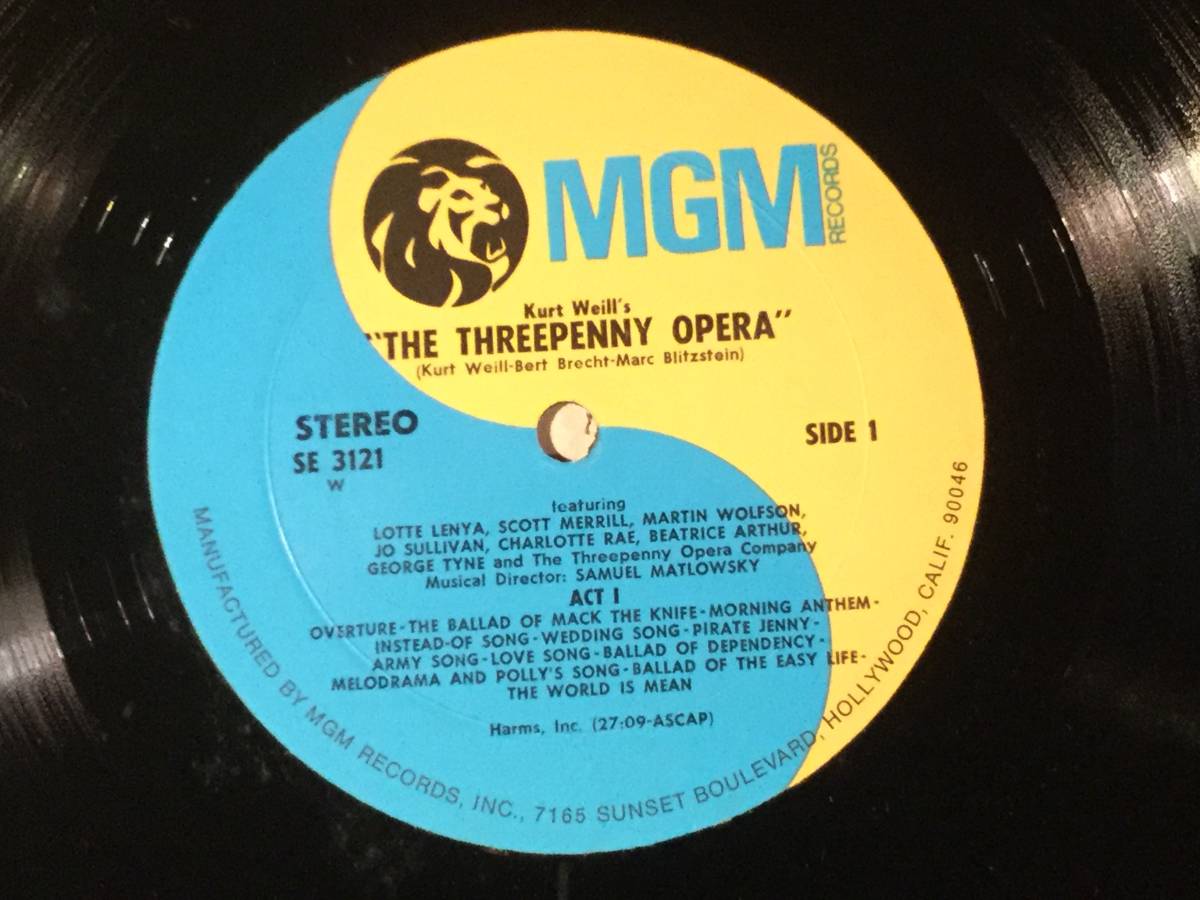 MGM
RECORDS
Kurt Weill's
"THE THREEPENNY OPERA"
(Kurt Weill-Bert Brecht-Marc Blitzstein)
STEREO
SE 3121
W
SIDE 1
featuring
LOTTE LENYA, SCOTT MERRILL, MARTIN WOLFSON,
JO SULLIVAN, CHARLOTTE RAE, BEATRICE ARTHUR,
GEORGE TYNE and The Threepenny Opera Company
Musical Director: SAMUEL MATLOWSKY
ACT I
OVERTURE-THE BALLAD OF MACK THE KNIFE-MORNING ANTHEM-
INSTEAD-OF SONG-WEDDING SONG-PIRATE JENNY-
ARMY SONG-LOVE SONG-BALLAD OF DEPENDENCY-
MELODRAMA AND POLLY'S SONG-BALLAD OF THE EASY LIFE-
THE WORLD IS MEAN
Harms, Inc. (27:09-ASCAP)
MANUFACTURED BY MGM RECORDS, INC., 7165 SUNSET BOULEVARD, HOLLYWOOD, CALIF. 90046